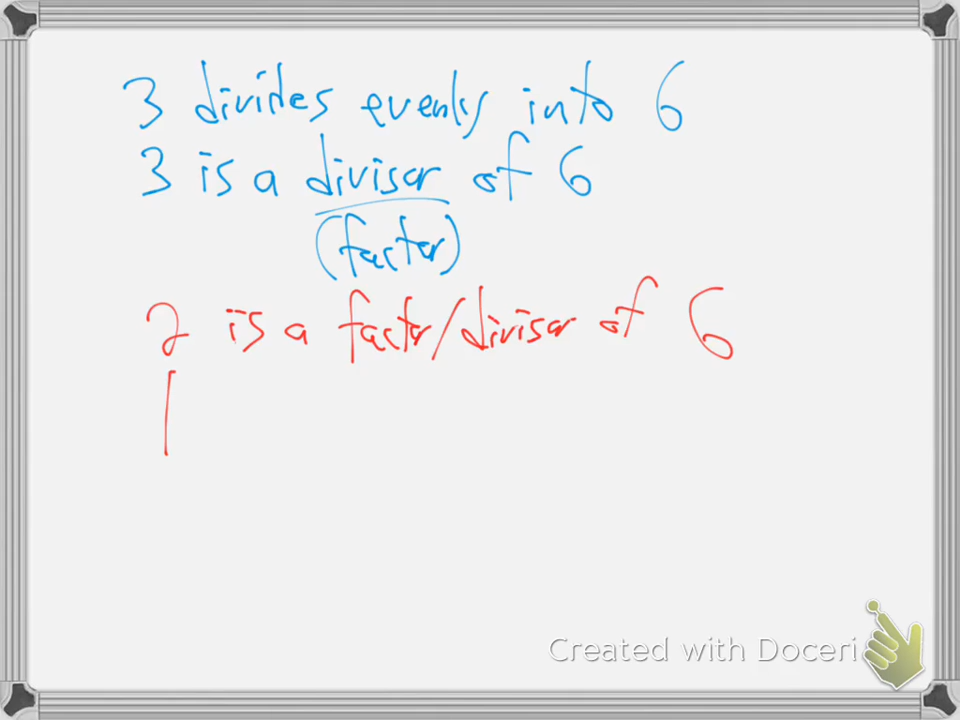 3 divides evenly into 6
3 is a divisor of 6
(factor)
2 is a factor/divisor of 6
1
Created with Doceri